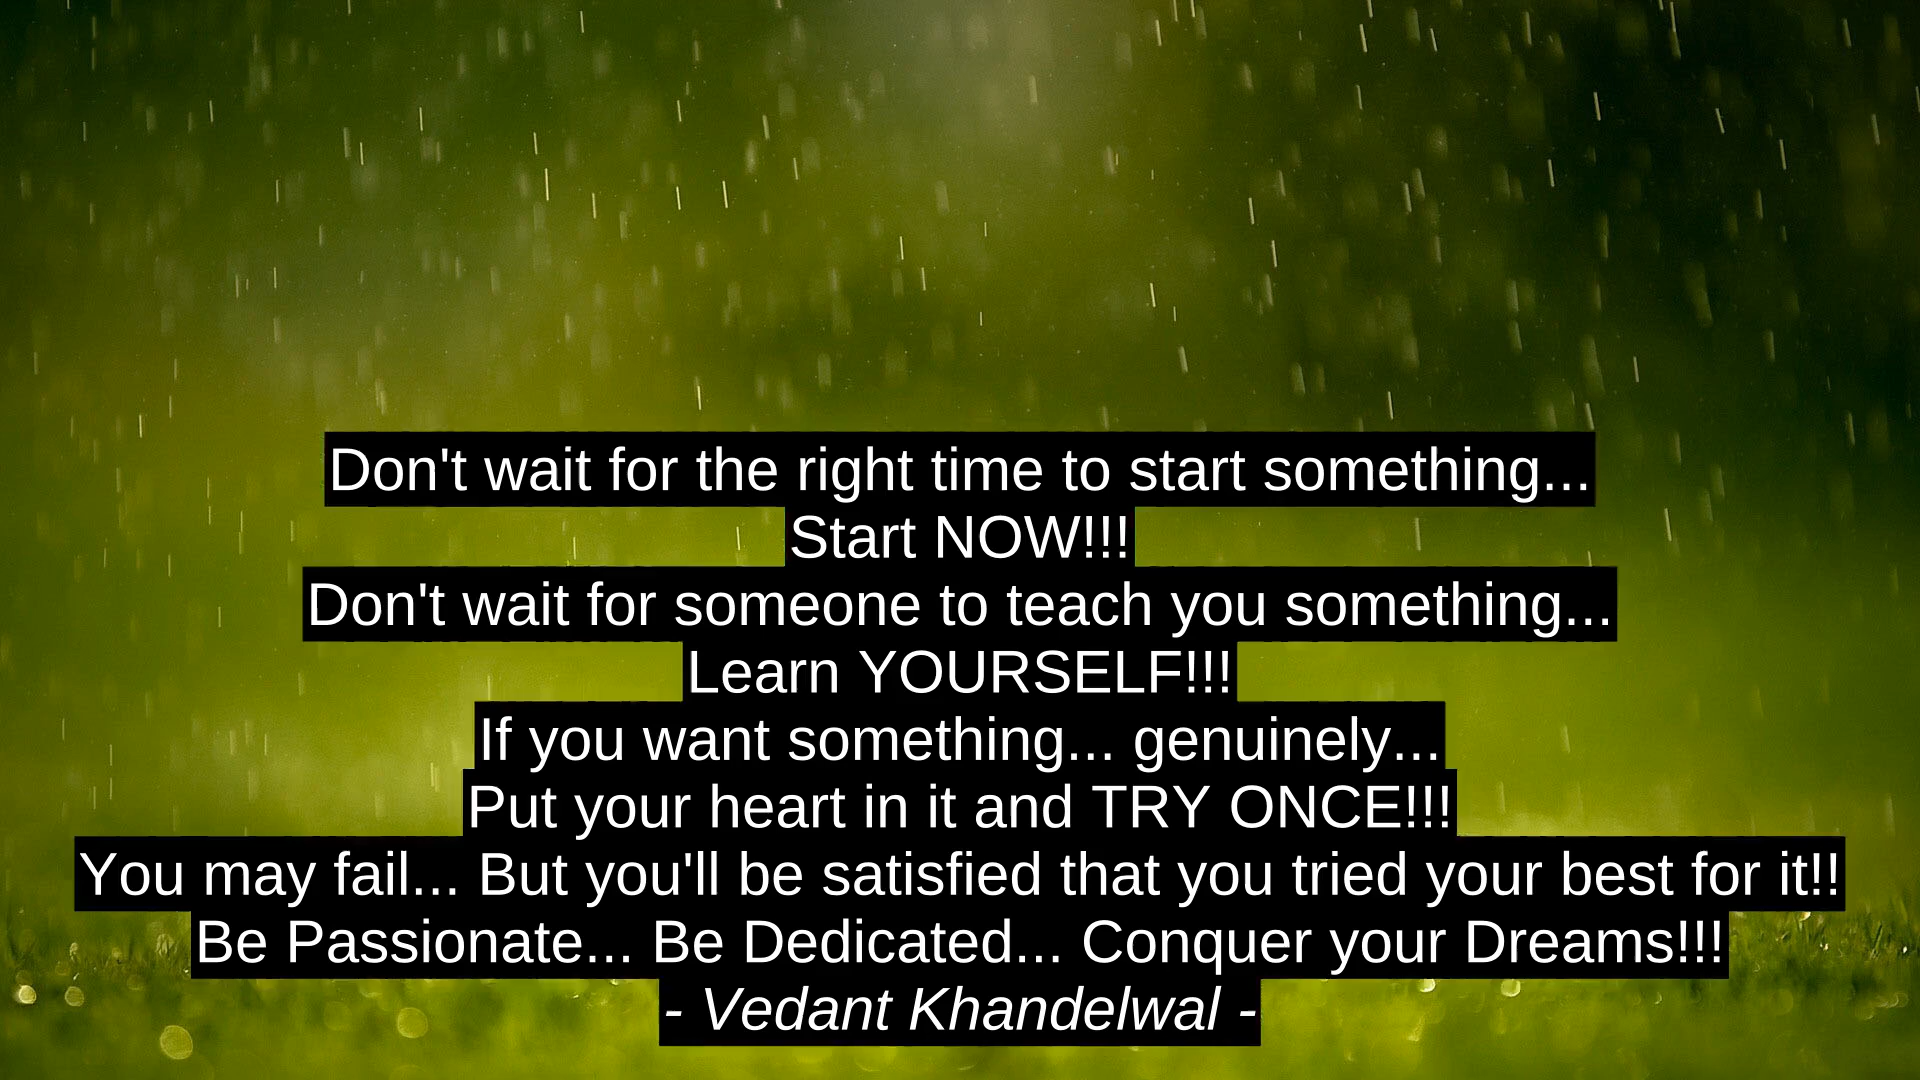 Don't wait for the right time to start something...
Start NOW!!!
Don't wait for someone to teach you something...
Learn YOURSELF!!!
If you want something... genuinely...
Put your heart in it and TRY ONCE!!!
You may fail... But you'll be satisfied that you tried your best for it!!
Be Passionate... Be Dedicated... Conquer your Dreams!!!
- Vedant Khandelwal -